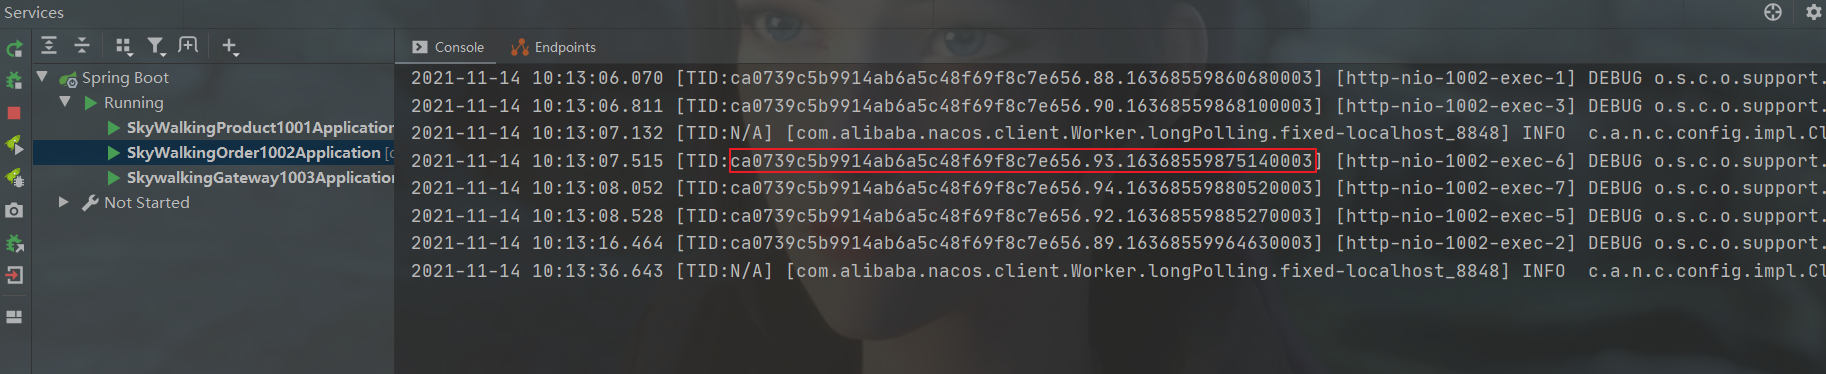 Services
Console
Endpoints
Spring Boot
Running
SkyWalkingProduct1001Application
SkyWalkingOrder1002Application
SkywalkingGateway1003Application
Not Started
2021-11-14 10:13:06.070 [TID:ca0739c5b9914ab6a5c48f69f8c7e656.88.16368559860680003] [http-nio-1002-exec-1] DEBUG o.s.c.o.support.
2021-11-14 10:13:06.811 [TID:ca0739c5b9914ab6a5c48f69f8c7e656.90.16368559868100003] [http-nio-1002-exec-3] DEBUG o.s.c.o.support.
2021-11-14 10:13:07.132 [TID:N/A] [com.alibaba.nacos.client.Worker.longPolling.fixed-localhost_8848] INFO  c.a.n.c.config.impl.Cl
2021-11-14 10:13:07.515 [TID:ca0739c5b9914ab6a5c48f69f8c7e656.93.16368559875140003] [http-nio-1002-exec-6] DEBUG o.s.c.o.support.
2021-11-14 10:13:08.052 [TID:ca0739c5b9914ab6a5c48f69f8c7e656.94.16368559880520003] [http-nio-1002-exec-7] DEBUG o.s.c.o.support.
2021-11-14 10:13:08.528 [TID:ca0739c5b9914ab6a5c48f69f8c7e656.92.16368559885270003] [http-nio-1002-exec-5] DEBUG o.s.c.o.support.
2021-11-14 10:13:16.464 [TID:ca0739c5b9914ab6a5c48f69f8c7e656.89.16368559964630003] [http-nio-1002-exec-2] DEBUG o.s.c.o.support.
2021-11-14 10:13:36.643 [TID:N/A] [com.alibaba.nacos.client.Worker.longPolling.fixed-localhost_8848] INFO  c.a.n.c.config.impl.Cl